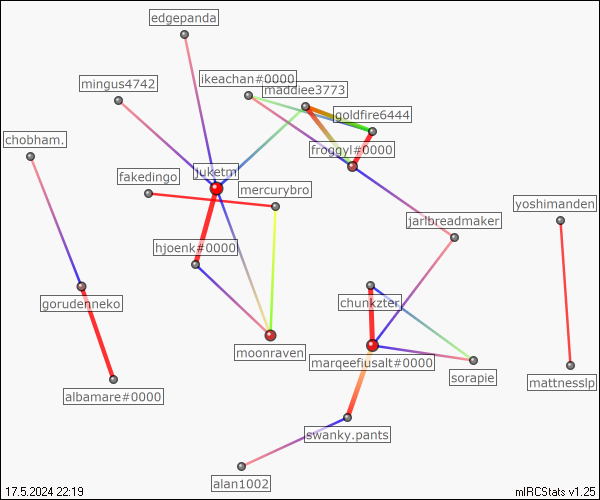 edgepanda
ikeachan#0000
mingus4742
maddiee3773
goldfire6444
chobham.
froggyl#0000
juketm
fakedingo
mercurybro
yoshimanden
jarlbreadmaker
hjoenk#0000
chunkzter
gorudenneko
moonraven
marqeefiusalt#0000
sorapie
mattnesslp
albamare#0000
swanky.pants
alan1002
17.5.2024 22:19
mIRCStats v1.25